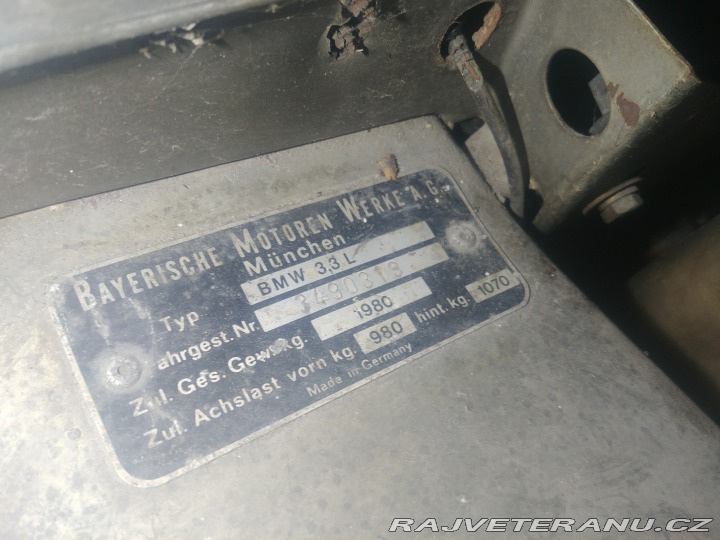 BAYERISCHE MOTOREN WERKE A.G.
München
Typ BMW 3,3 L
ahrgest.Nr. 3490318
Zul. Ges. Gew. kg. 1980
Zul. Achslast vorn kg. 980 hint. kg. 1070
Made in Germany
RAJVETERANU.CZ